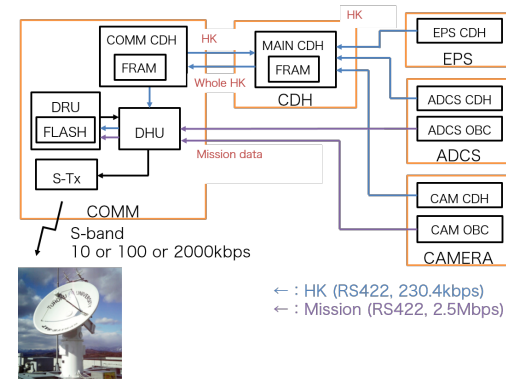 HK
COMM CDH
FRAM
HK
Whole HK
MAIN CDH
FRAM
CDH
EPS CDH
EPS
ADCS CDH
ADCS OBC
ADCS
DRU
FLASH
DHU
Mission data
S-Tx
COMM
CAM CDH
CAM OBC
CAMERA
S-band
10 or 100 or 2000kbps
←：HK (RS422, 230.4kbps)
←：Mission (RS422, 2.5Mbps)